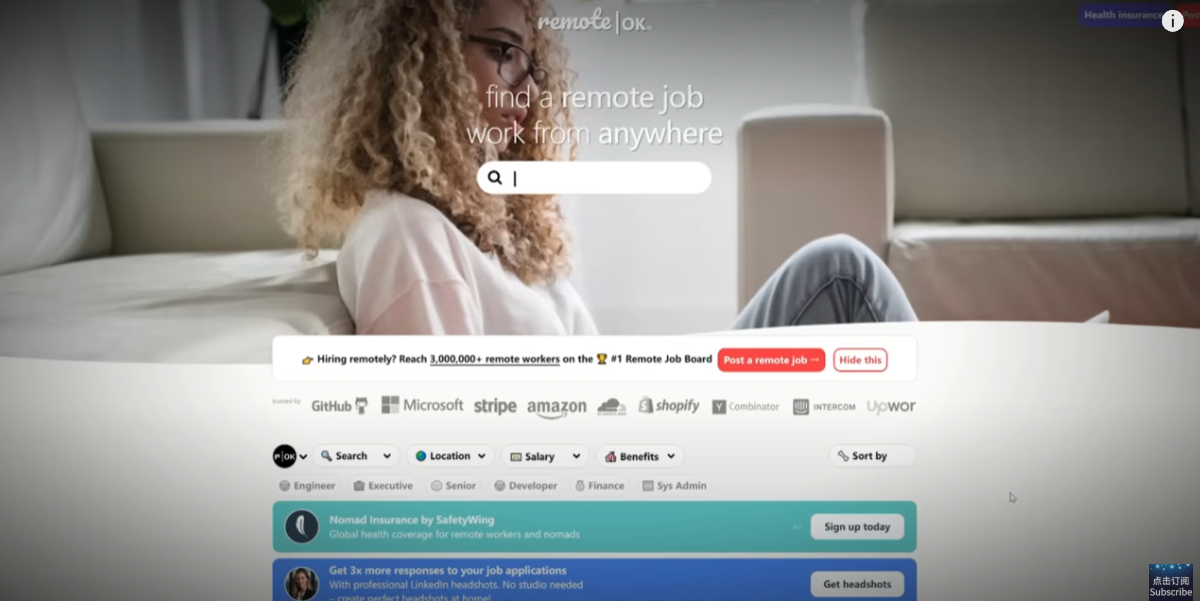 remote|OK
Health insurance
find a remote job
work from anywhere
👉 Hiring remotely? Reach 3,000,000+ remote workers on the 🏆 #1 Remote Job Board
Post a remote job →
Hide this
trusted by
GitHub
Microsoft
stripe
amazon
shopify
Y Combinator
INTERCOM
Upwor
R|OK
Search
Location
Salary
Benefits
Sort by
Engineer
Executive
Senior
Developer
Finance
Sys Admin
Nomad Insurance by SafetyWing
Global health coverage for remote workers and nomads
Sign up today
Get 3x more responses to your job applications
With professional LinkedIn headshots. No studio needed
– create perfect headshots at home!
Get headshots
点击订阅
Subscribe